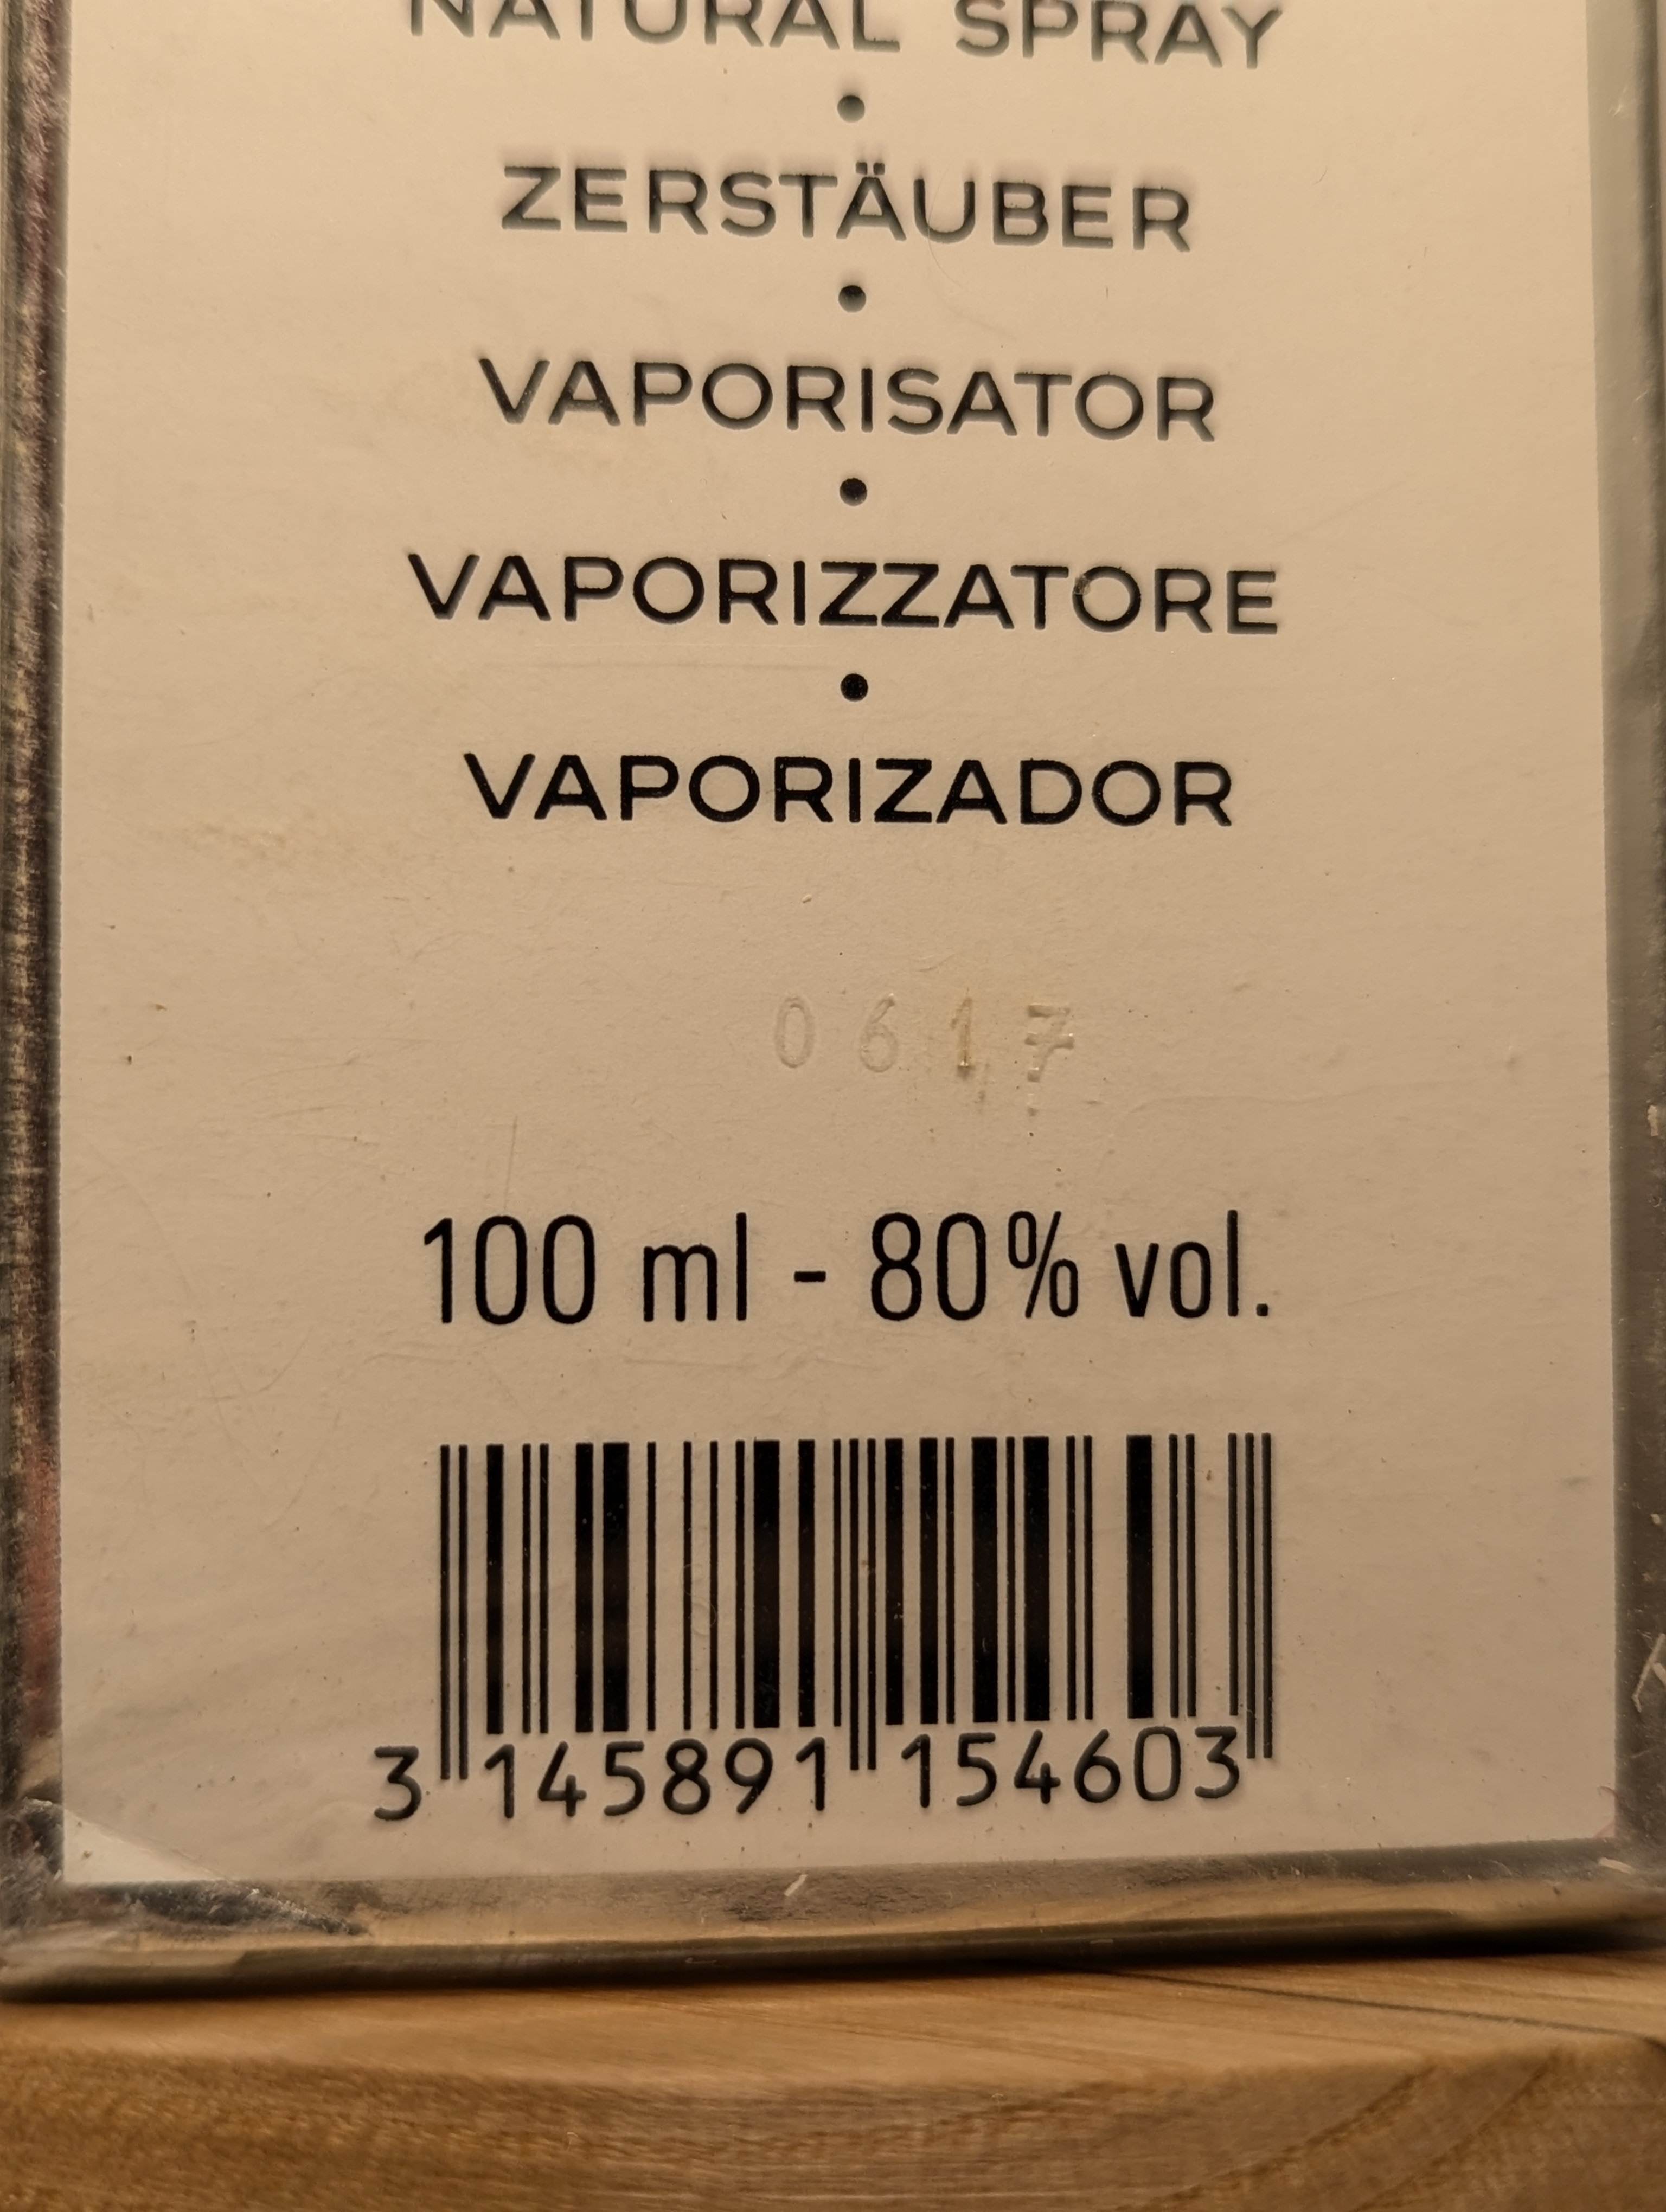 NATURAL SPRAY
•
ZERSTÄUBER
•
VAPORISATOR
•
VAPORIZZATORE
•
VAPORIZADOR
0617
100 ml - 80% vol.
3 145891 154603